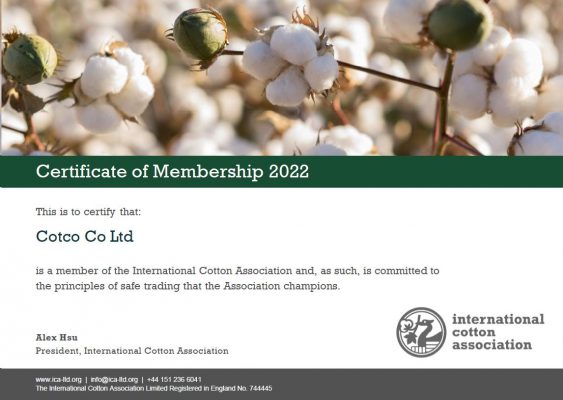 Certificate of Membership 2022
This is to certify that:
Cotco Co Ltd
is a member of the International Cotton Association and, as such, is committed to
the principles of safe trading that the Association champions.
Alex Hsu
President, International Cotton Association
international
cotton
association
www.ica-ltd.org | info@ica-ltd.org | +44 151 236 6041
The International Cotton Association Limited Registered in England No. 744445